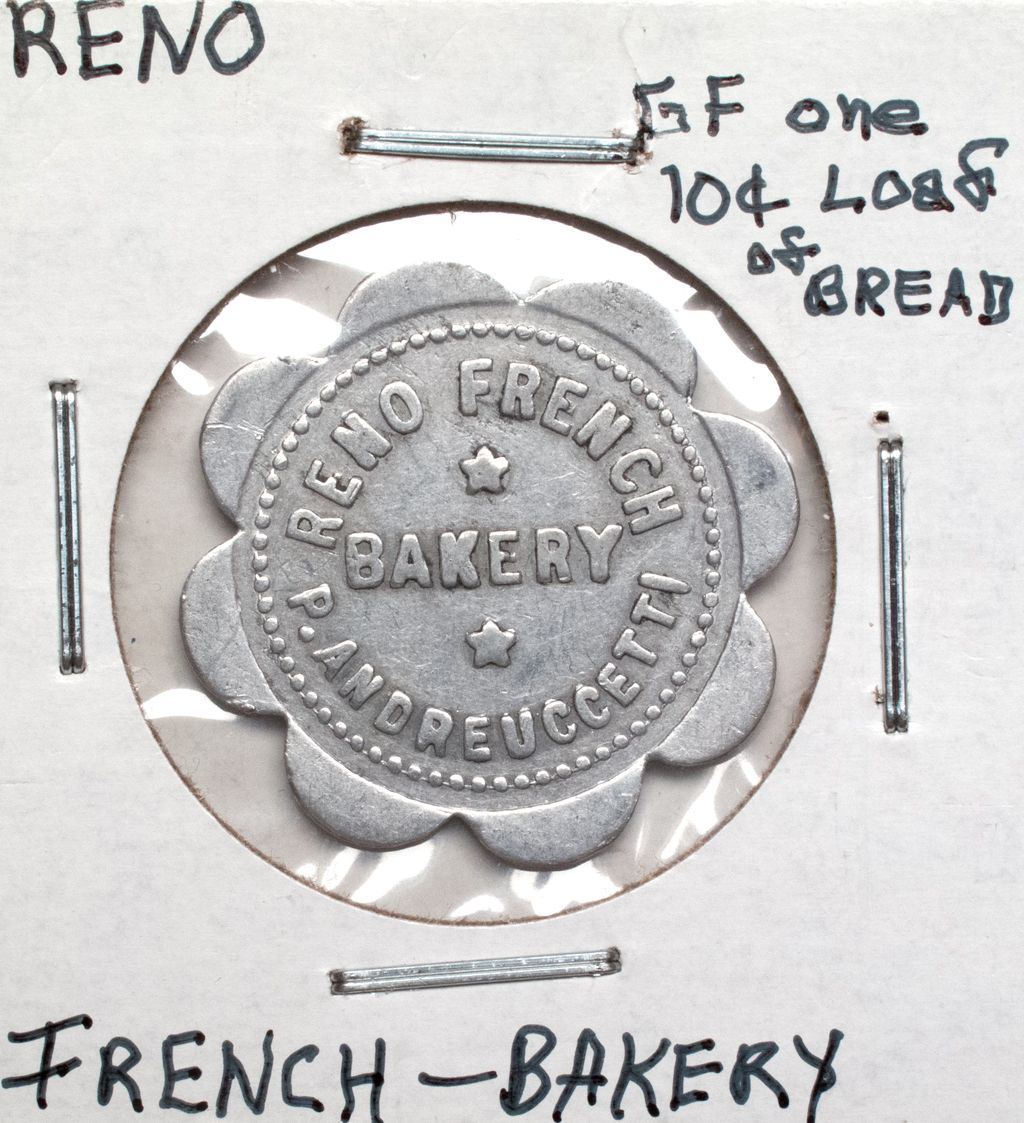 RENO
GF one
10¢ LOaf
of
BREAD
RENO FRENCH
BAKERY
P. ANDREUCCETTI
FRENCH - BAKERY